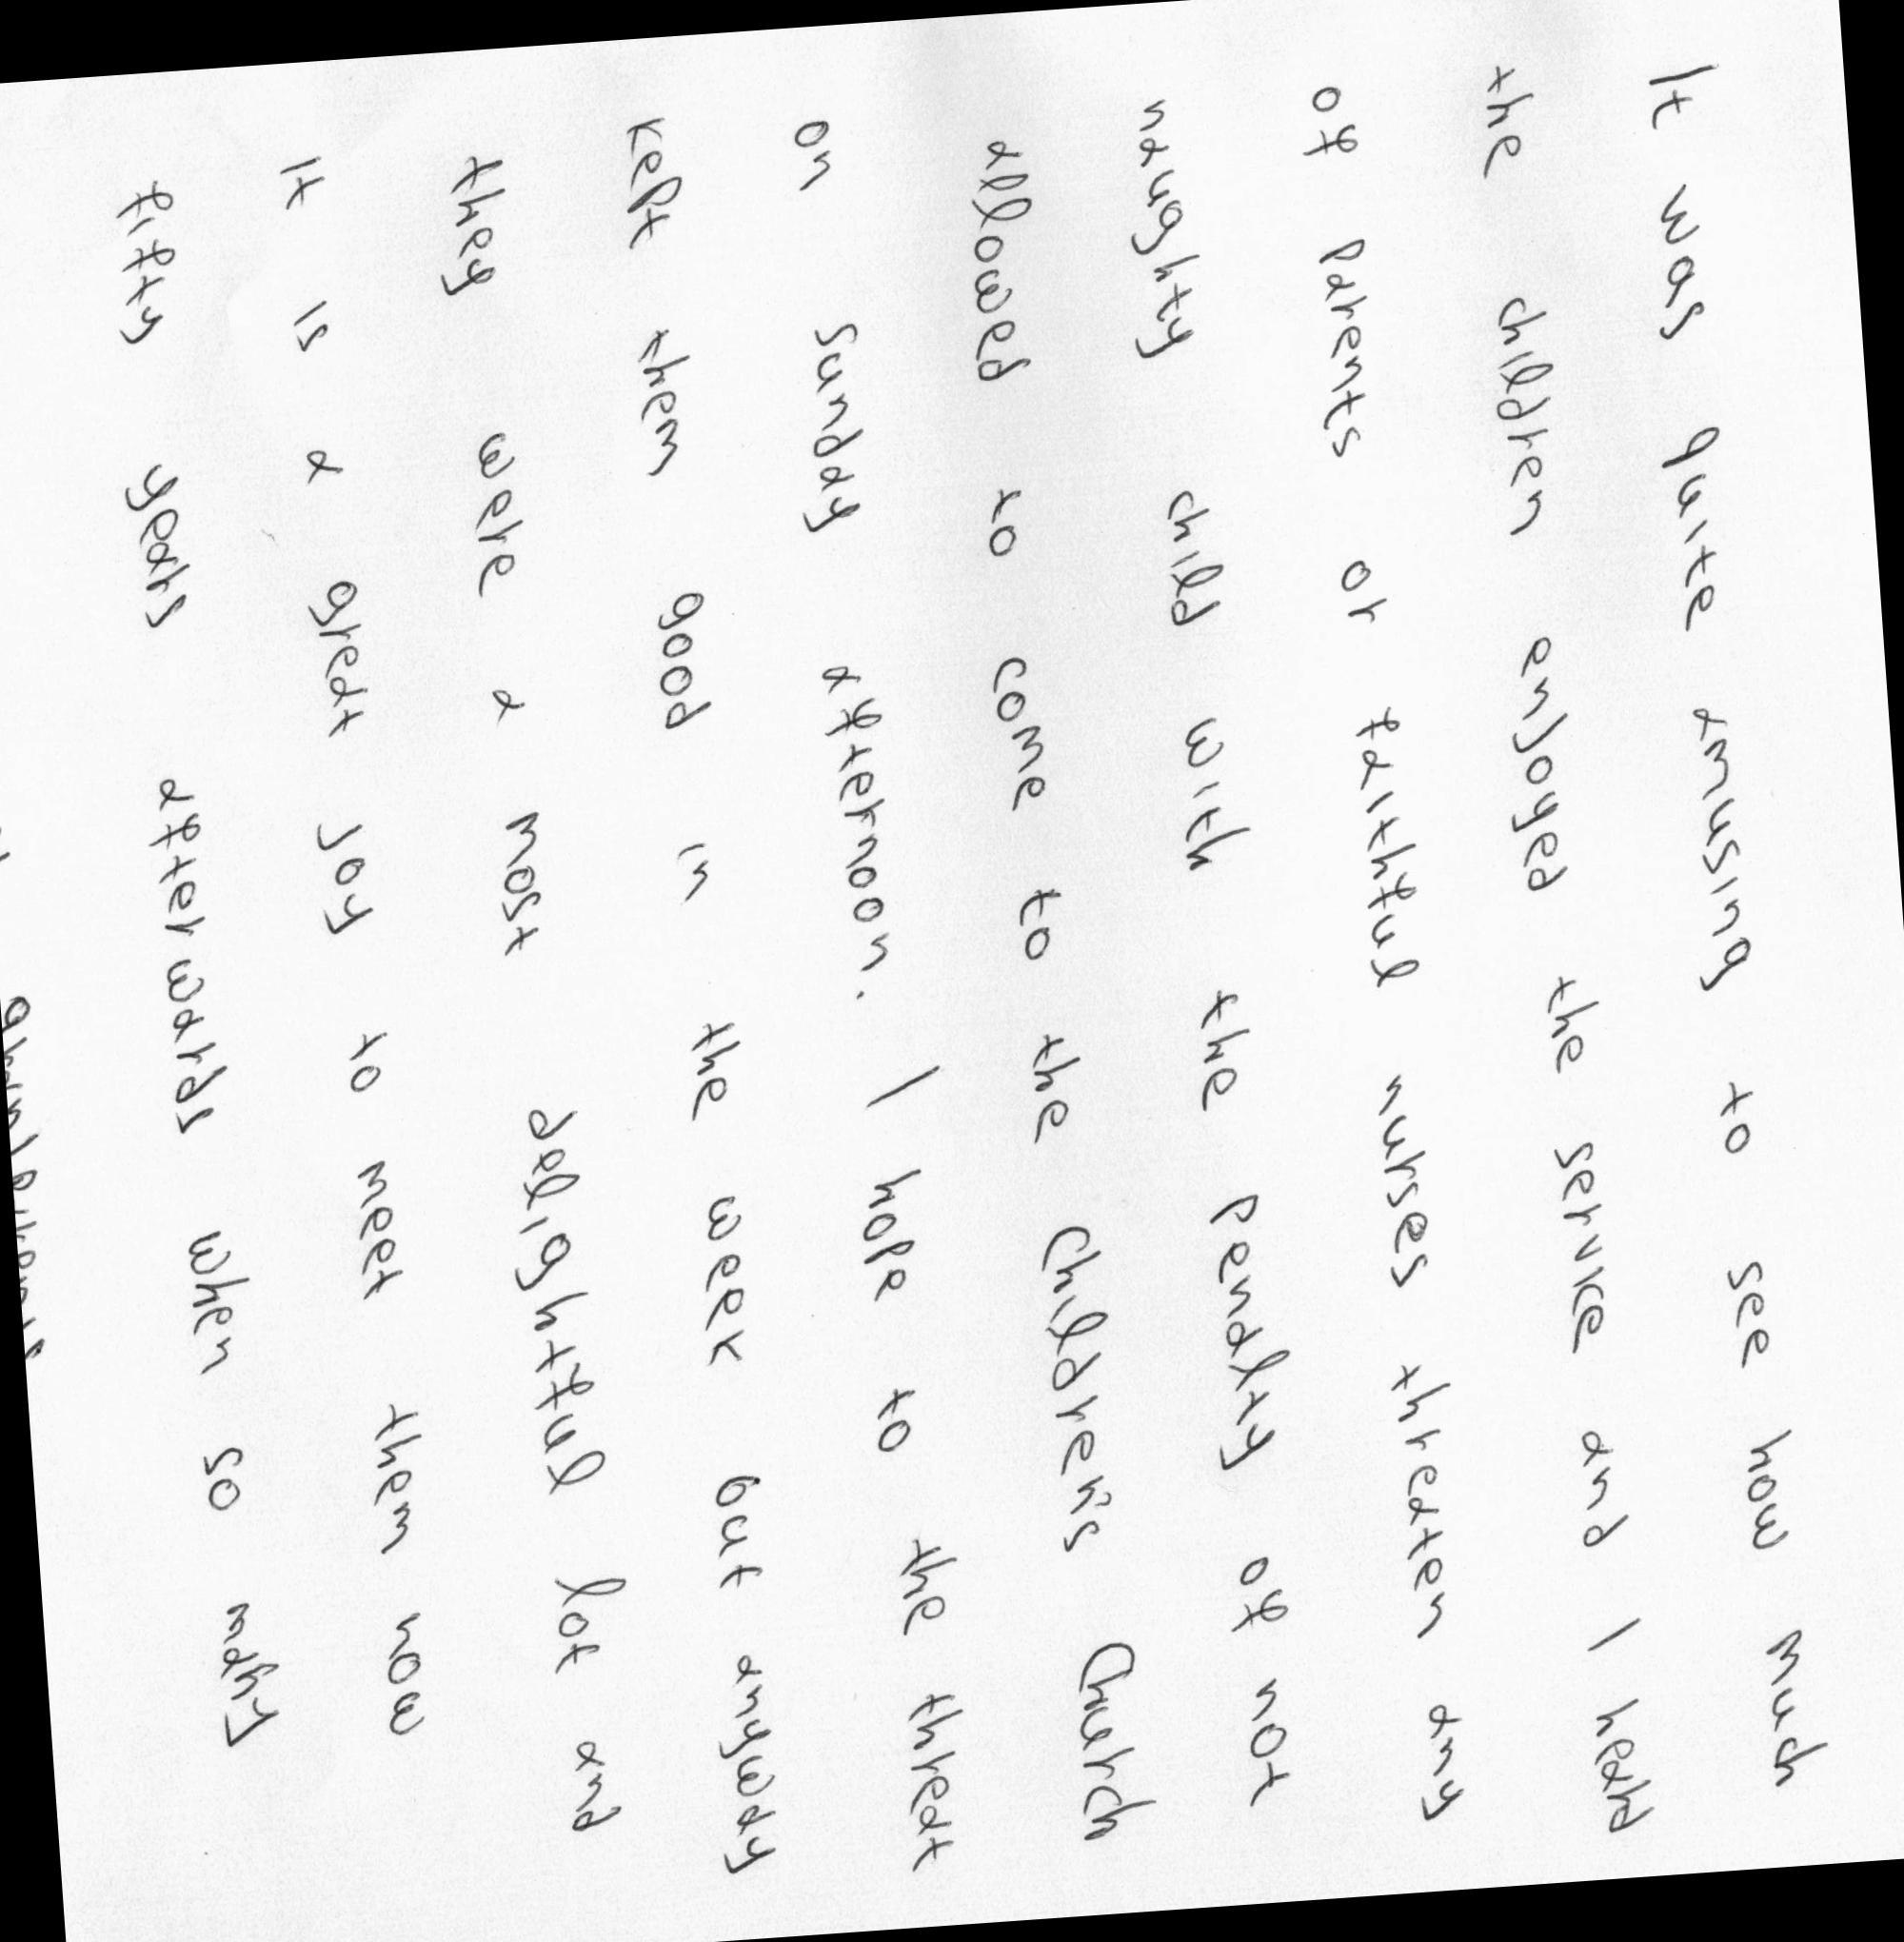 It was quite amusing to see how much
the children enjoyed the service and I heard
of parents or faithful nurses threaten any
naughty child with the penalty of not
allowed to come to the Children's Church
on Sunday afternoon. I hope to the threat
kept them good in the week but anyway
they were a most delightful lot and
It is a great joy to meet them now
fifty years afterwards when so many